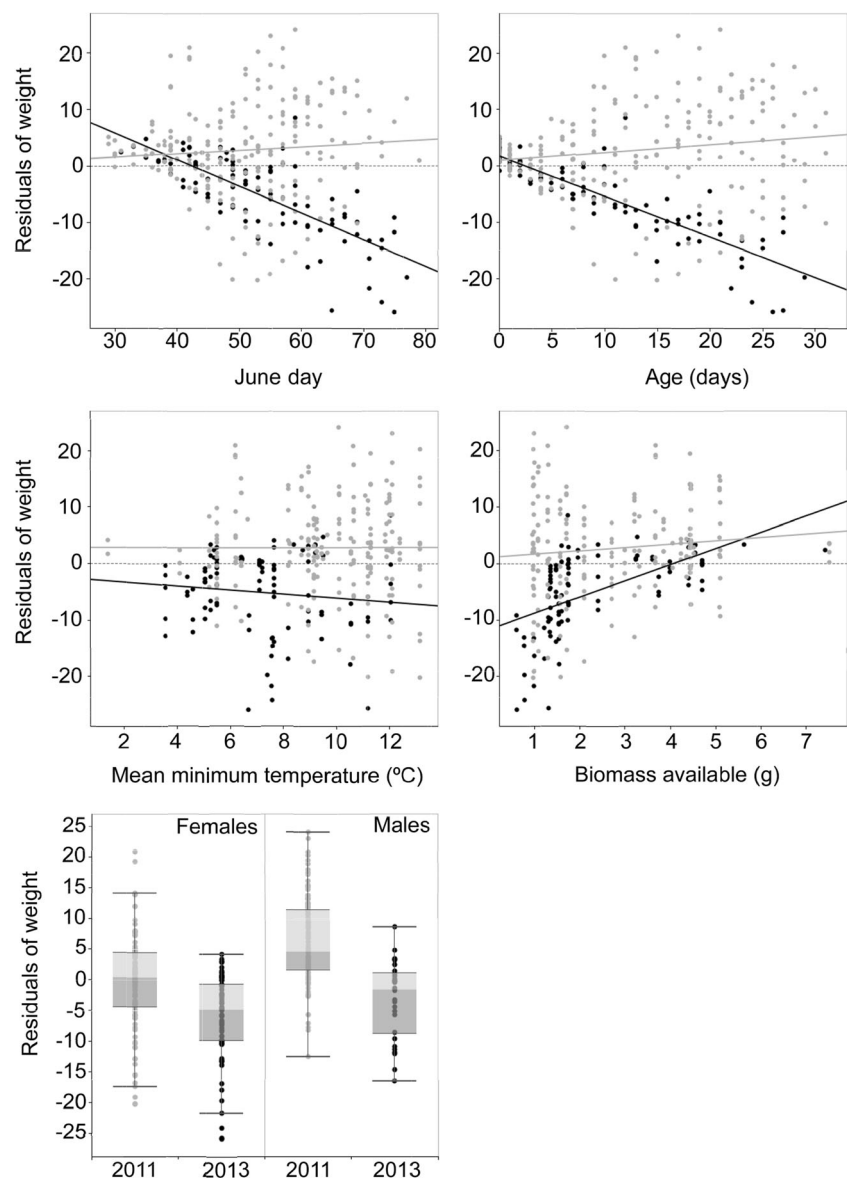 20
10
0
-10
-20
Residuals of weight
30 40 50 60 70 80
June day
20
10
0
-10
-20
Residuals of weight
0 5 10 15 20 25 30
Age (days)
20
10
0
-10
-20
Residuals of weight
2 4 6 8 10 12
Mean minimum temperature (ºC)
20
10
0
-10
-20
Residuals of weight
1 2 3 4 5 6 7
Biomass available (g)
Females Males
25
20
15
10
5
0
-5
-10
-15
-20
-25
Residuals of weight
2011 2013 2011 2013